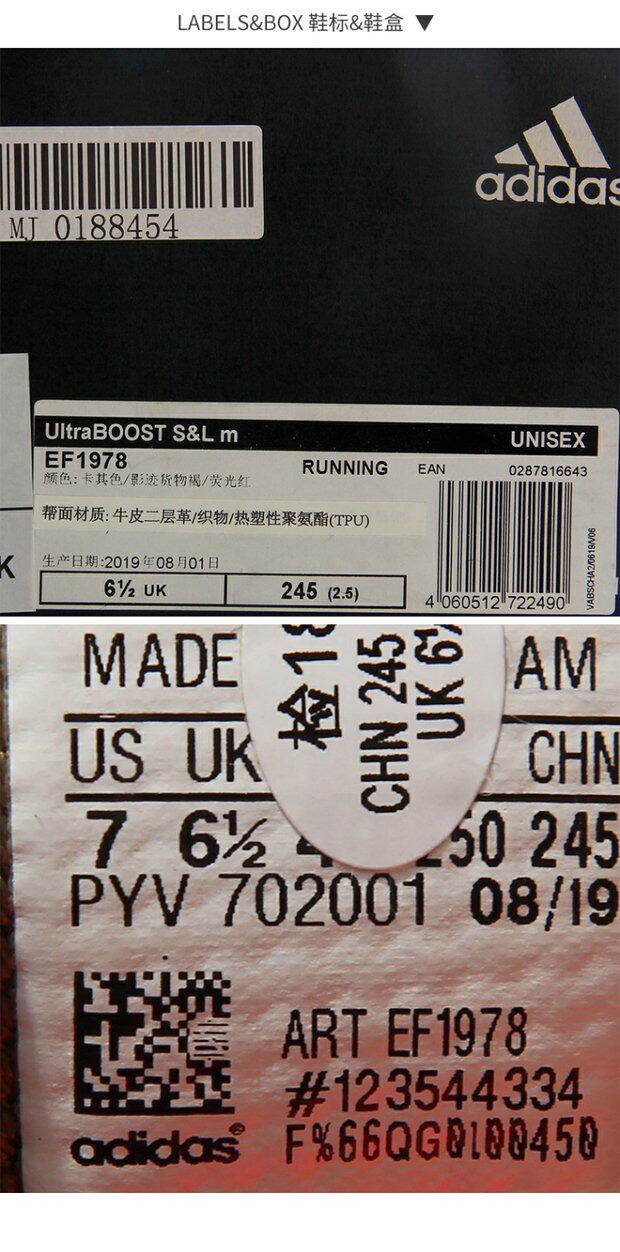 LABELS&BOX 鞋标&鞋盒 ▼
MJ 0188454
adidas
UltraBOOST S&L m
UNISEX
EF1978
RUNNING
EAN
0287816643
颜色:卡其色/影迹货物褐/荧光红
帮面材质:牛皮二层革/织物/热塑性聚氨酯(TPU)
生产日期:2019年08月01日
6½ UK
245 (2.5)
4 060512 722490
K
MADE
AM
CHN 245
US UK
CHN
7 6½
245
PYV 702001 08/19
ART EF1978
#123544334
adidas®